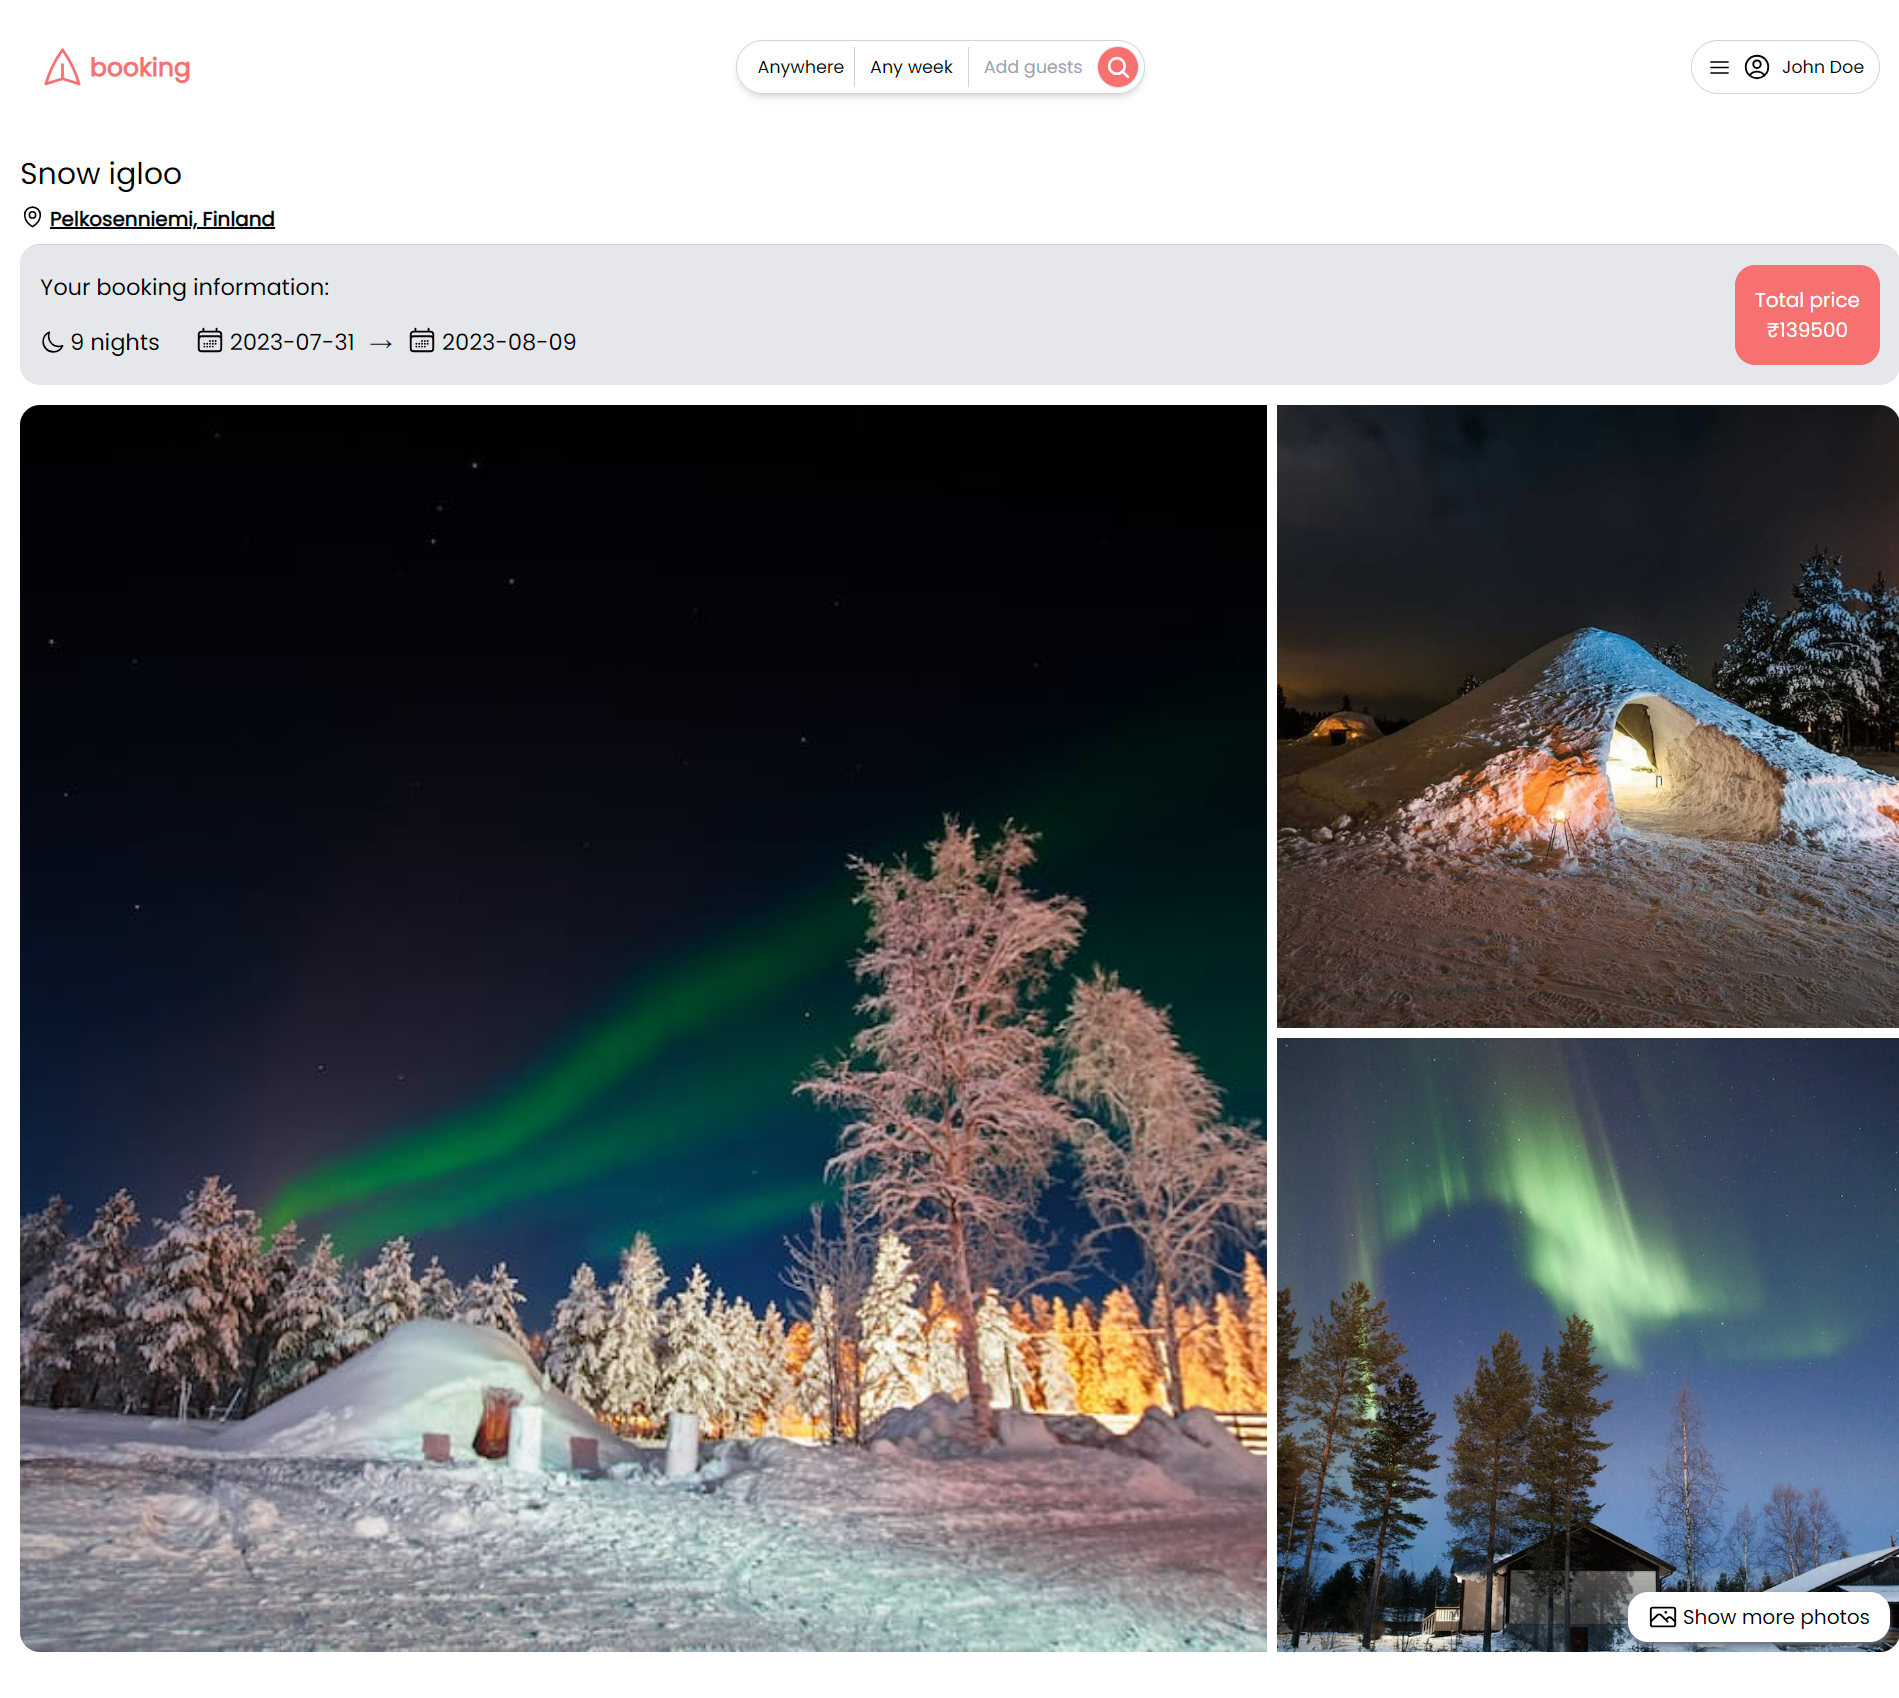 booking
Anywhere
Any week
Add guests
John Doe
Snow igloo
Pelkosenniemi, Finland
Your booking information:
9 nights
2023-07-31 → 2023-08-09
Total price
₹139500
Show more photos